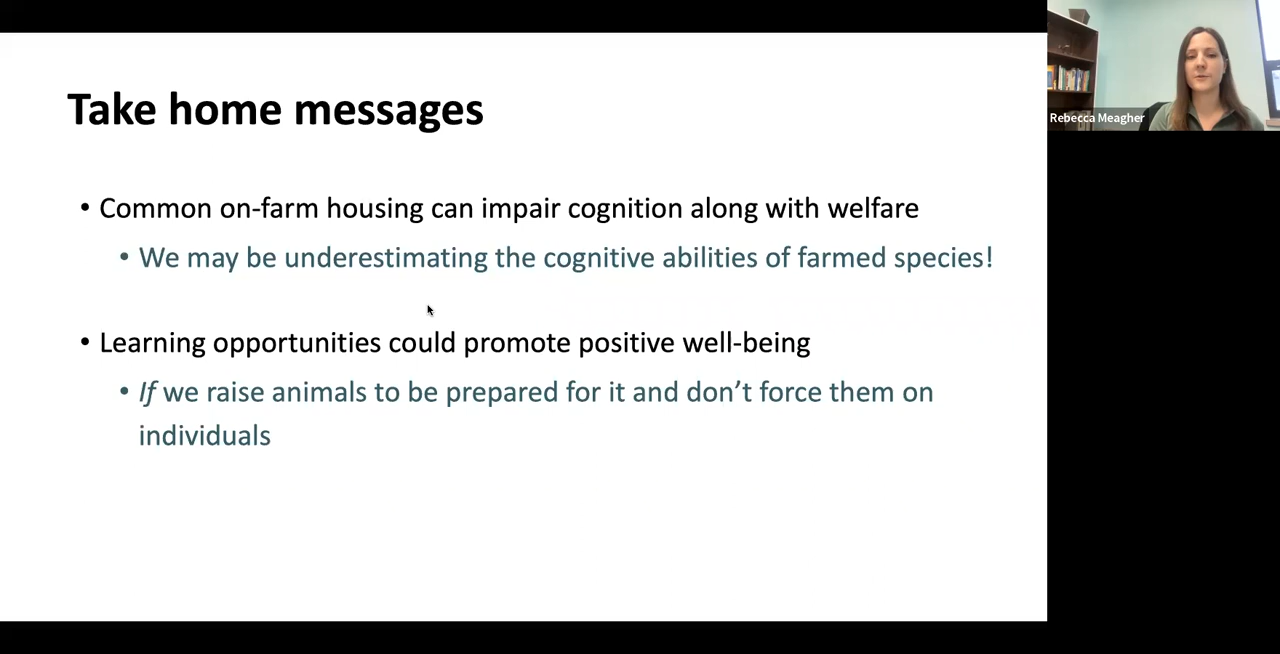 Take home messages
• Common on-farm housing can impair cognition along with welfare
• We may be underestimating the cognitive abilities of farmed species!
• Learning opportunities could promote positive well-being
• If we raise animals to be prepared for it and don't force them on
individuals
Rebecca Meagher